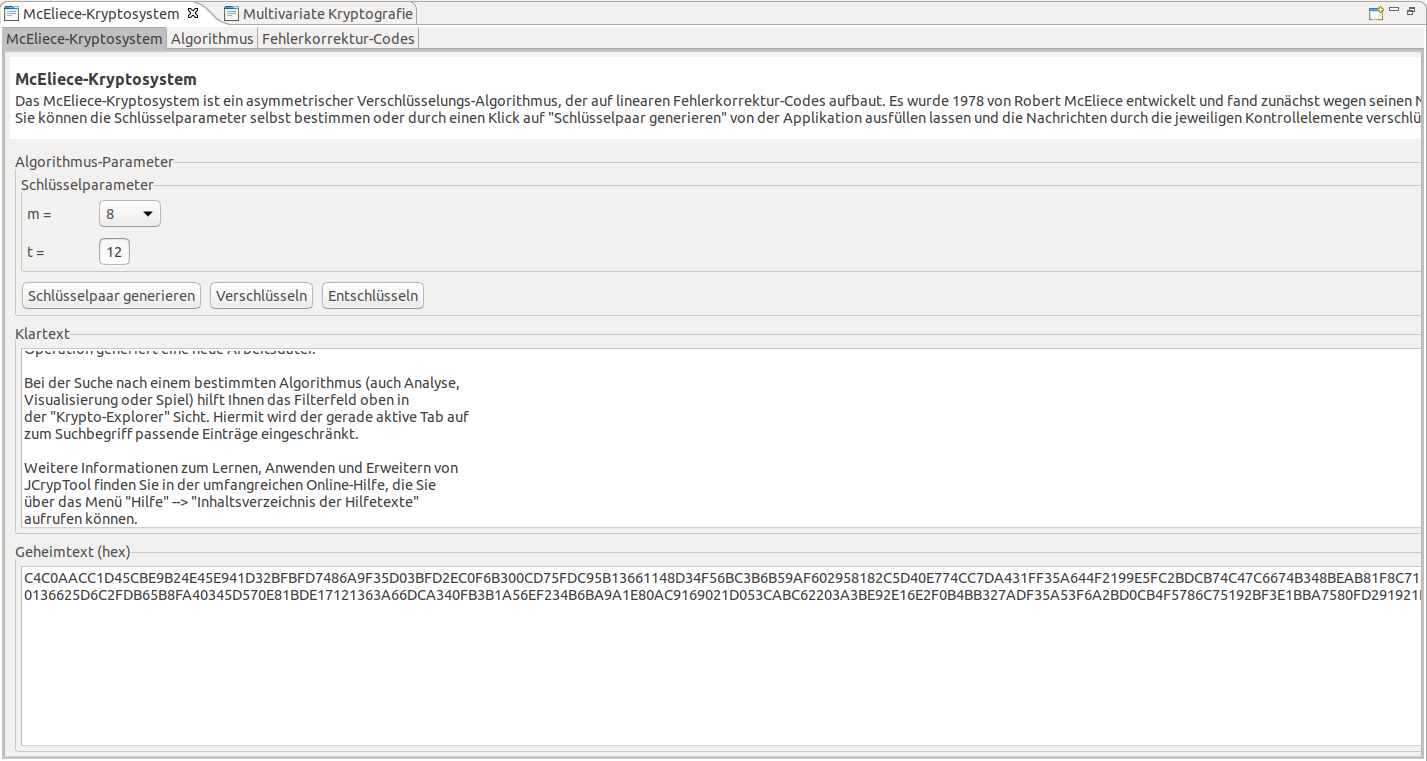 McEliece-Kryptosystem Multivariate Kryptografie
McEliece-Kryptosystem Algorithmus Fehlerkorrektur-Codes
McEliece-Kryptosystem
Das McEliece-Kryptosystem ist ein asymmetrischer Verschlüsselungs-Algorithmus, der auf linearen Fehlerkorrektur-Codes aufbaut. Es wurde 1978 von Robert McEliece entwickelt und fand zunächst wegen seinen
Sie können die Schlüsselparameter selbst bestimmen oder durch einen Klick auf "Schlüsselpaar generieren" von der Applikation ausfüllen lassen und die Nachrichten durch die jeweiligen Kontrollelemente verschlü
Algorithmus-Parameter
Schlüsselparameter
m = 8
t = 12
Schlüsselpaar generieren Verschlüsseln Entschlüsseln
Klartext
Operation generiert eine neue Arbeitsdatei.
Bei der Suche nach einem bestimmten Algorithmus (auch Analyse,
Visualisierung oder Spiel) hilft Ihnen das Filterfeld oben in
der "Krypto-Explorer" Sicht. Hiermit wird der gerade aktive Tab auf
zum Suchbegriff passende Einträge eingeschränkt.
Weitere Informationen zum Lernen, Anwenden und Erweitern von
JCrypTool finden Sie in der umfangreichen Online-Hilfe, die Sie
über das Menü "Hilfe" --> "Inhaltsverzeichnis der Hilfetexte"
aufrufen können.
Geheimtext (hex)
C4C0AACC1D45CBE9B24E45E941D32BFBFD7486A9F35D03BFD2EC0F6B300CD75FDC95B13661148D34F56BC3B6B59AF602958182C5D40E774CC7DA431FF35A644F2199E5FC2BDCB74C47C6674B348BEAB81F8C71
0136625D6C2FDB65B8FA40345D570E81BDE17121363A66DCA340FB3B1A56EF234B6BA9A1E80AC9169021D053CABC62203A3BE92E16E2F0B4BB327ADF35A53F6A2BD0CB4F5786C75192BF3E1BBA7580FD291921